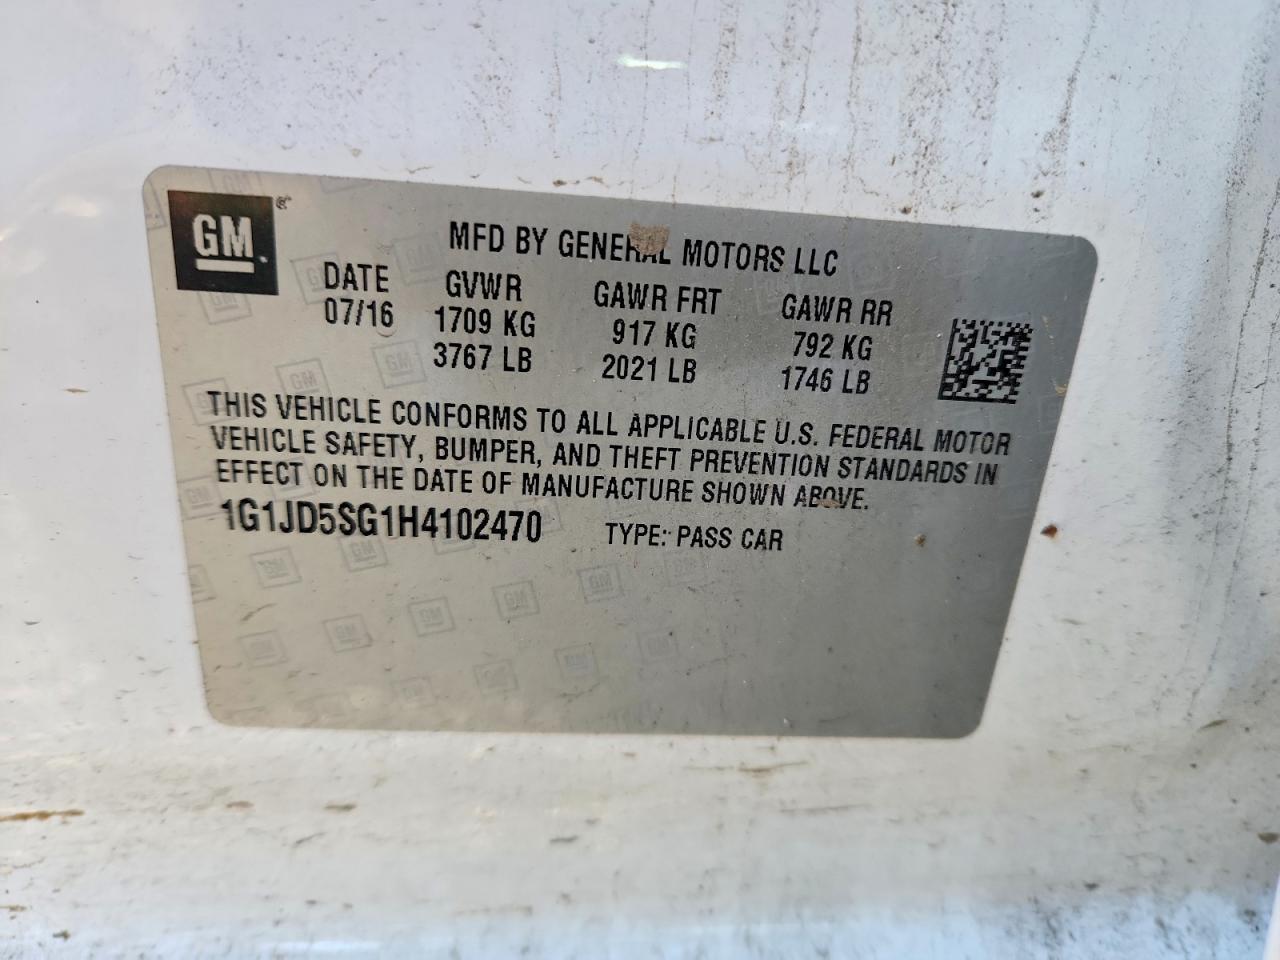 GM
MFD BY GENERAL MOTORS LLC
DATE GVWR GAWR FRT GAWR RR
07/16 1709 KG 917 KG 792 KG
3767 LB 2021 LB 1746 LB
THIS VEHICLE CONFORMS TO ALL APPLICABLE U.S. FEDERAL MOTOR
VEHICLE SAFETY, BUMPER, AND THEFT PREVENTION STANDARDS IN
EFFECT ON THE DATE OF MANUFACTURE SHOWN ABOVE.
1G1JD5SG1H4102470 TYPE: PASS CAR